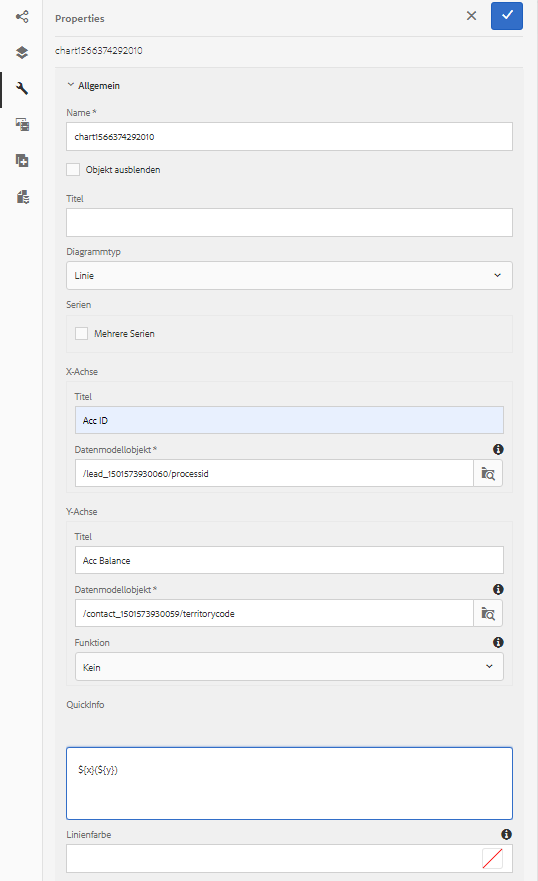 Properties
chart1566374292010
Allgemein
Name *
chart1566374292010
Objekt ausblenden
Titel
Diagrammtyp
Linie
Serien
Mehrere Serien
X-Achse
Titel
Acc ID
Datenmodellobjekt *
/lead_1501573930060/processid
Y-Achse
Titel
Acc Balance
Datenmodellobjekt *
/contact_1501573930059/territorycode
Funktion
Kein
QuickInfo
${x}(${y})
Linienfarbe